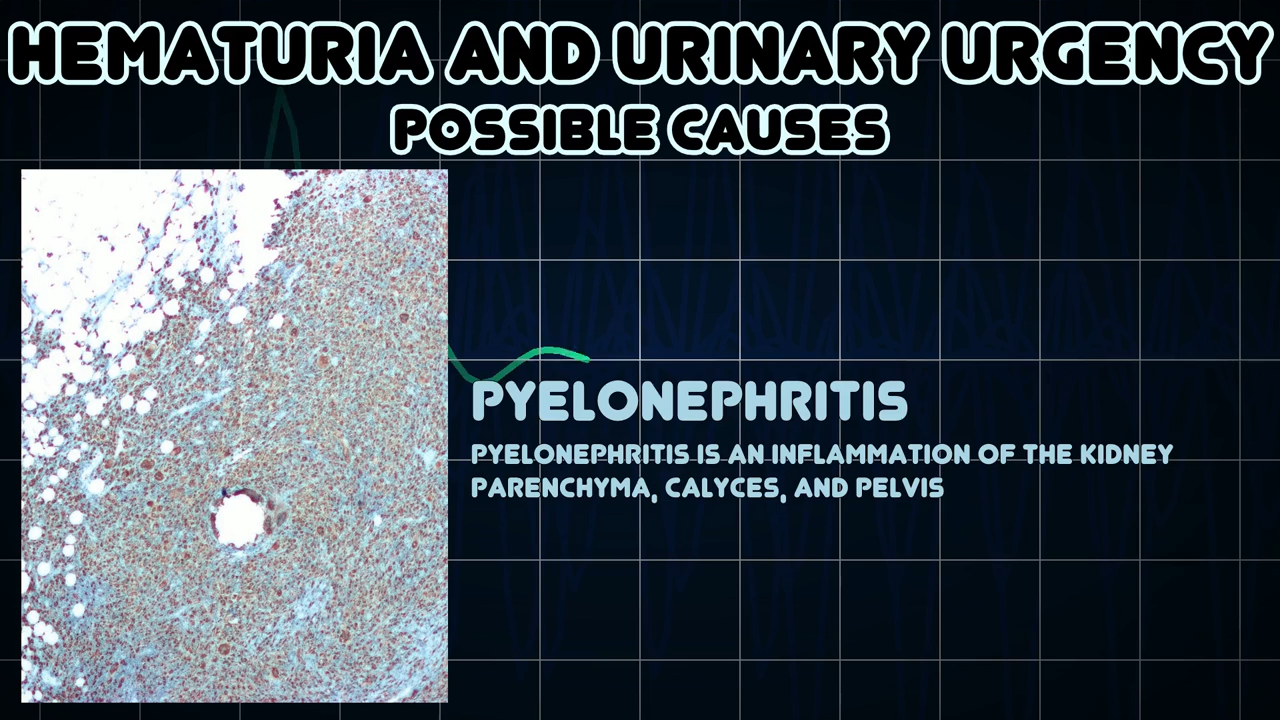 HEMATURIA AND URINARY URGENCY
POSSIBLE CAUSES
PYELONEPHRITIS
PYELONEPHRITIS IS AN INFLAMMATION OF THE KIDNEY
PARENCHYMA, CALYCES, AND PELVIS